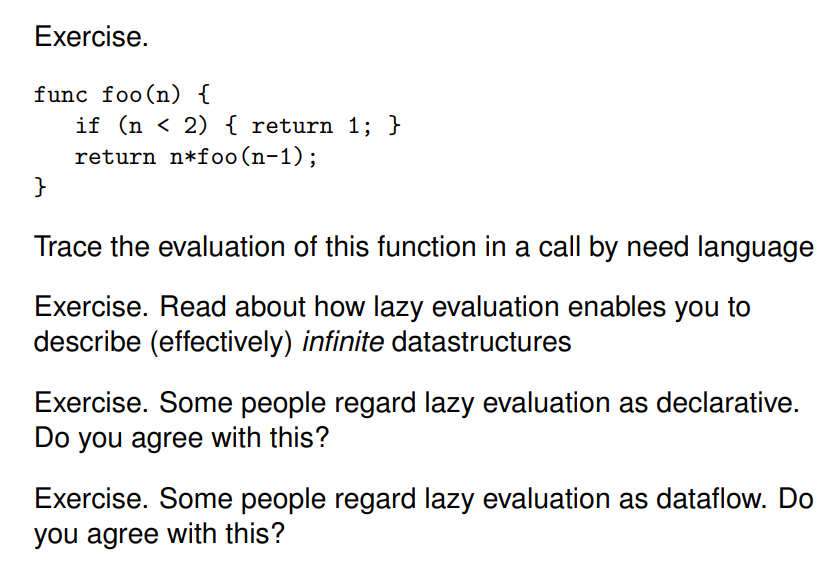 Exercise.
func foo(n) {
   if (n < 2) { return 1; }
   return n*foo(n-1);
}
Trace the evaluation of this function in a call by need language
Exercise. Read about how lazy evaluation enables you to
describe (effectively) infinite datastructures
Exercise. Some people regard lazy evaluation as declarative.
Do you agree with this?
Exercise. Some people regard lazy evaluation as dataflow. Do
you agree with this?